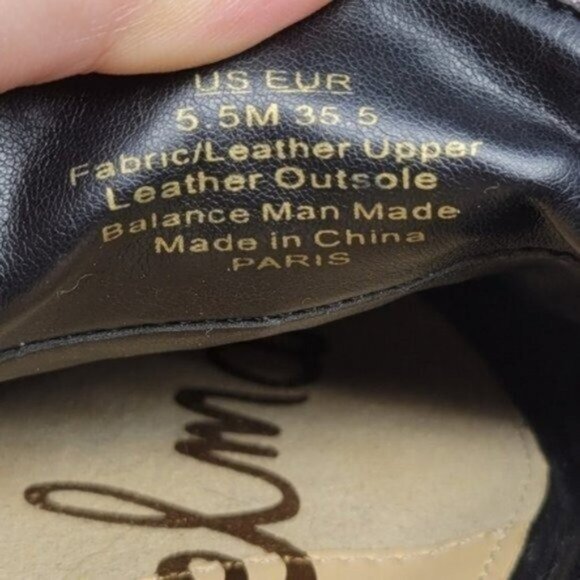 US EUR
5.5M 35.5
Fabric/Leather Upper
Leather Outsole
Balance Man Made
Made in China
PARIS